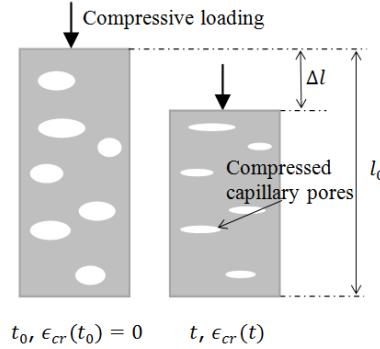 Compressive loading
Δl
l₀
Compressed
capillary pores
t₀, ϵcr(t₀) = 0
t, ϵcr(t)